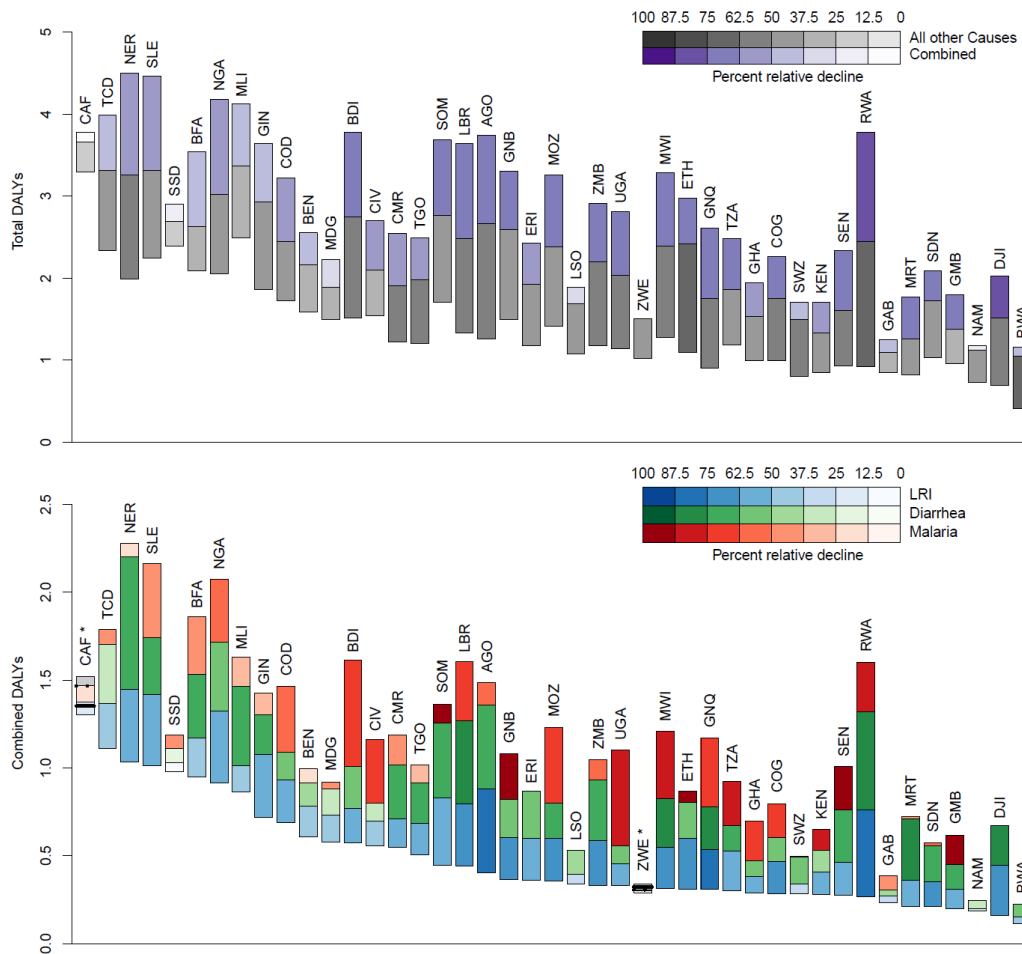 100 87.5 75 62.5 50 37.5 25 12.5 0
All other Causes
Combined
Percent relative decline
Total DALYs
5
4
3
2
1
0
CAF
TCD
NER
SLE
SSD
BFA
NGA
MLI
GIN
COD
BEN
MDG
BDI
CIV
CMR
TGO
SOM
LBR
AGO
GNB
ERI
MOZ
LSO
ZMB
UGA
ZWE
MWI
ETH
GNQ
TZA
GHA
COG
SWZ
KEN
SEN
RWA
GAB
MRT
SDN
GMB
NAM
DJI
RWA
100 87.5 75 62.5 50 37.5 25 12.5 0
LRI
Diarrhea
Malaria
Percent relative decline
Combined DALYs
2.5
2.0
1.5
1.0
0.5
0.0
CAF *
TCD
NER
SLE
SSD
BFA
NGA
MLI
GIN
COD
BEN
MDG
BDI
CIV
CMR
TGO
SOM
LBR
AGO
GNB
ERI
MOZ
LSO
ZMB
UGA
ZWE *
MWI
ETH
GNQ
TZA
GHA
COG
SWZ
KEN
SEN
RWA
GAB
MRT
SDN
GMB
NAM
DJI
RWA